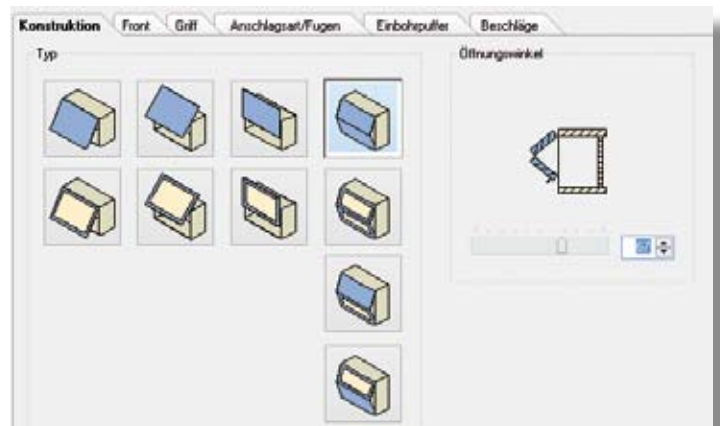 Konstruktion Front Griff Anschlagsart/Fugen Einbohrpuffer Beschläge
Typ
Öffnungswinkel